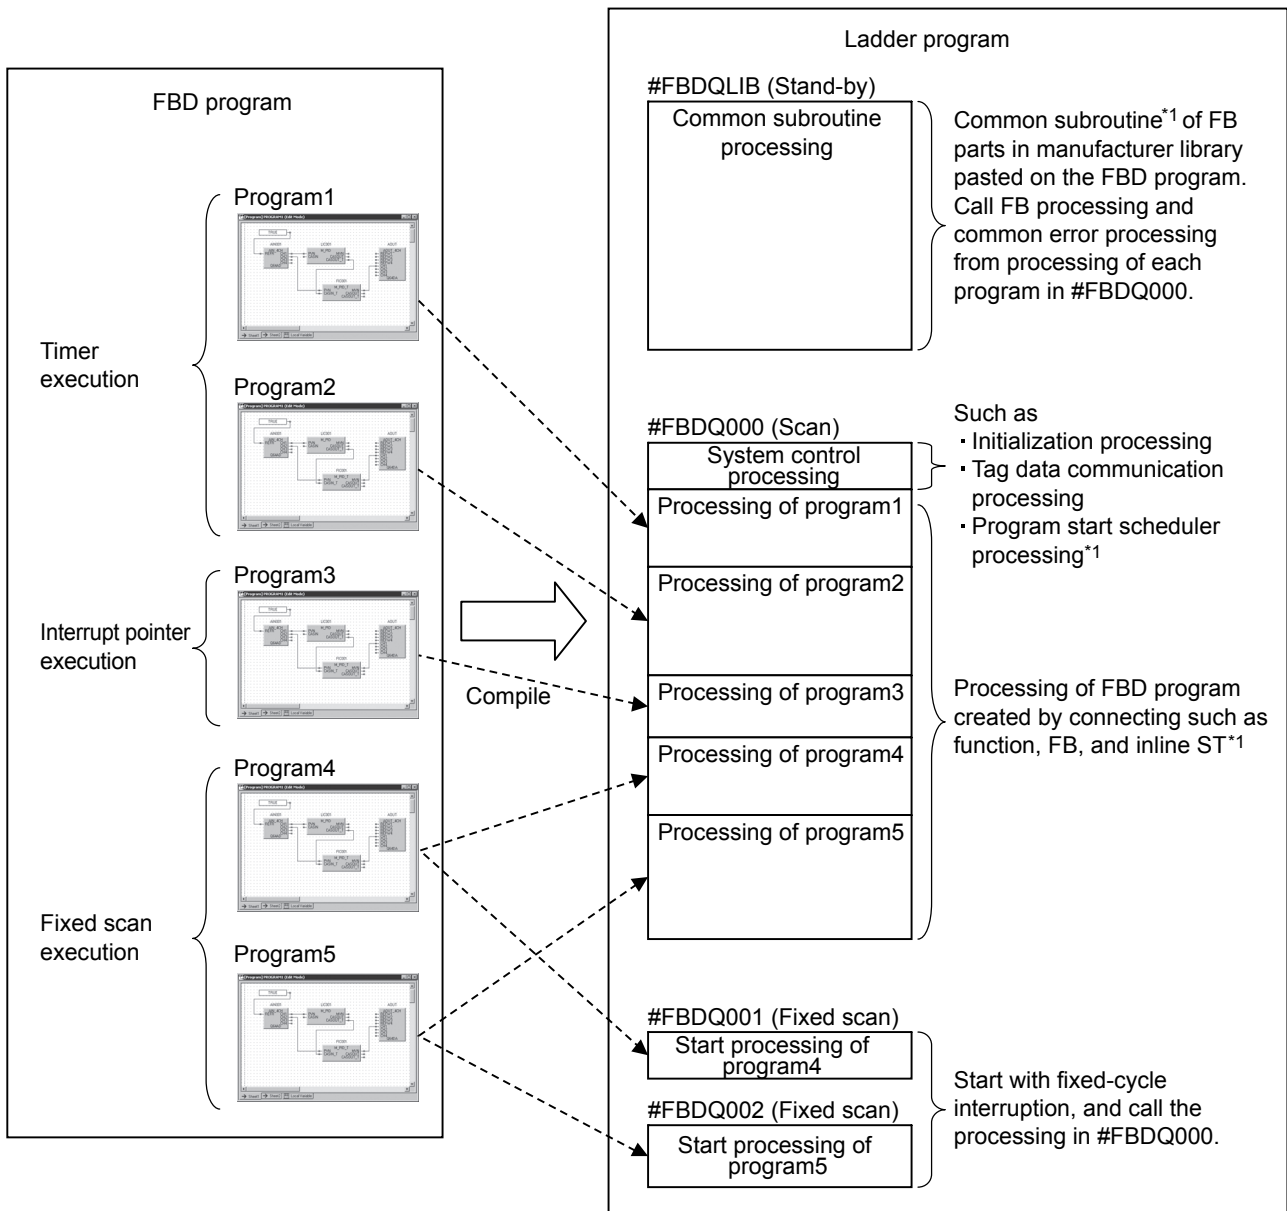 FBD program
Timer
execution
Program1
Program2
Interrupt pointer
execution
Program3
Fixed scan
execution
Program4
Program5
Compile
Ladder program
#FBDQLIB (Stand-by)
Common subroutine
processing
Common subroutine*1 of FB
parts in manufacturer library
pasted on the FBD program.
Call FB processing and
common error processing
from processing of each
program in #FBDQ000.
#FBDQ000 (Scan)
System control
processing
Such as
· Initialization processing
· Tag data communication
processing
· Program start scheduler
processing*1
Processing of program1
Processing of program2
Processing of program3
Processing of program4
Processing of program5
Processing of FBD program
created by connecting such as
function, FB, and inline ST*1
#FBDQ001 (Fixed scan)
Start processing of
program4
#FBDQ002 (Fixed scan)
Start processing of
program5
Start with fixed-cycle
interruption, and call the
processing in #FBDQ000.